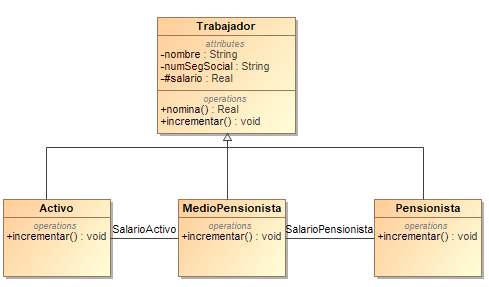 Trabajador
attributes
-nombre : String
-numSegSocial : String
-#salario : Real
operations
+nomina() : Real
+incrementar() : void
Activo
operations
+incrementar() : void
SalarioActivo
MedioPensionista
operations
+incrementar() : void
SalarioPensionista
Pensionista
operations
+incrementar() : void